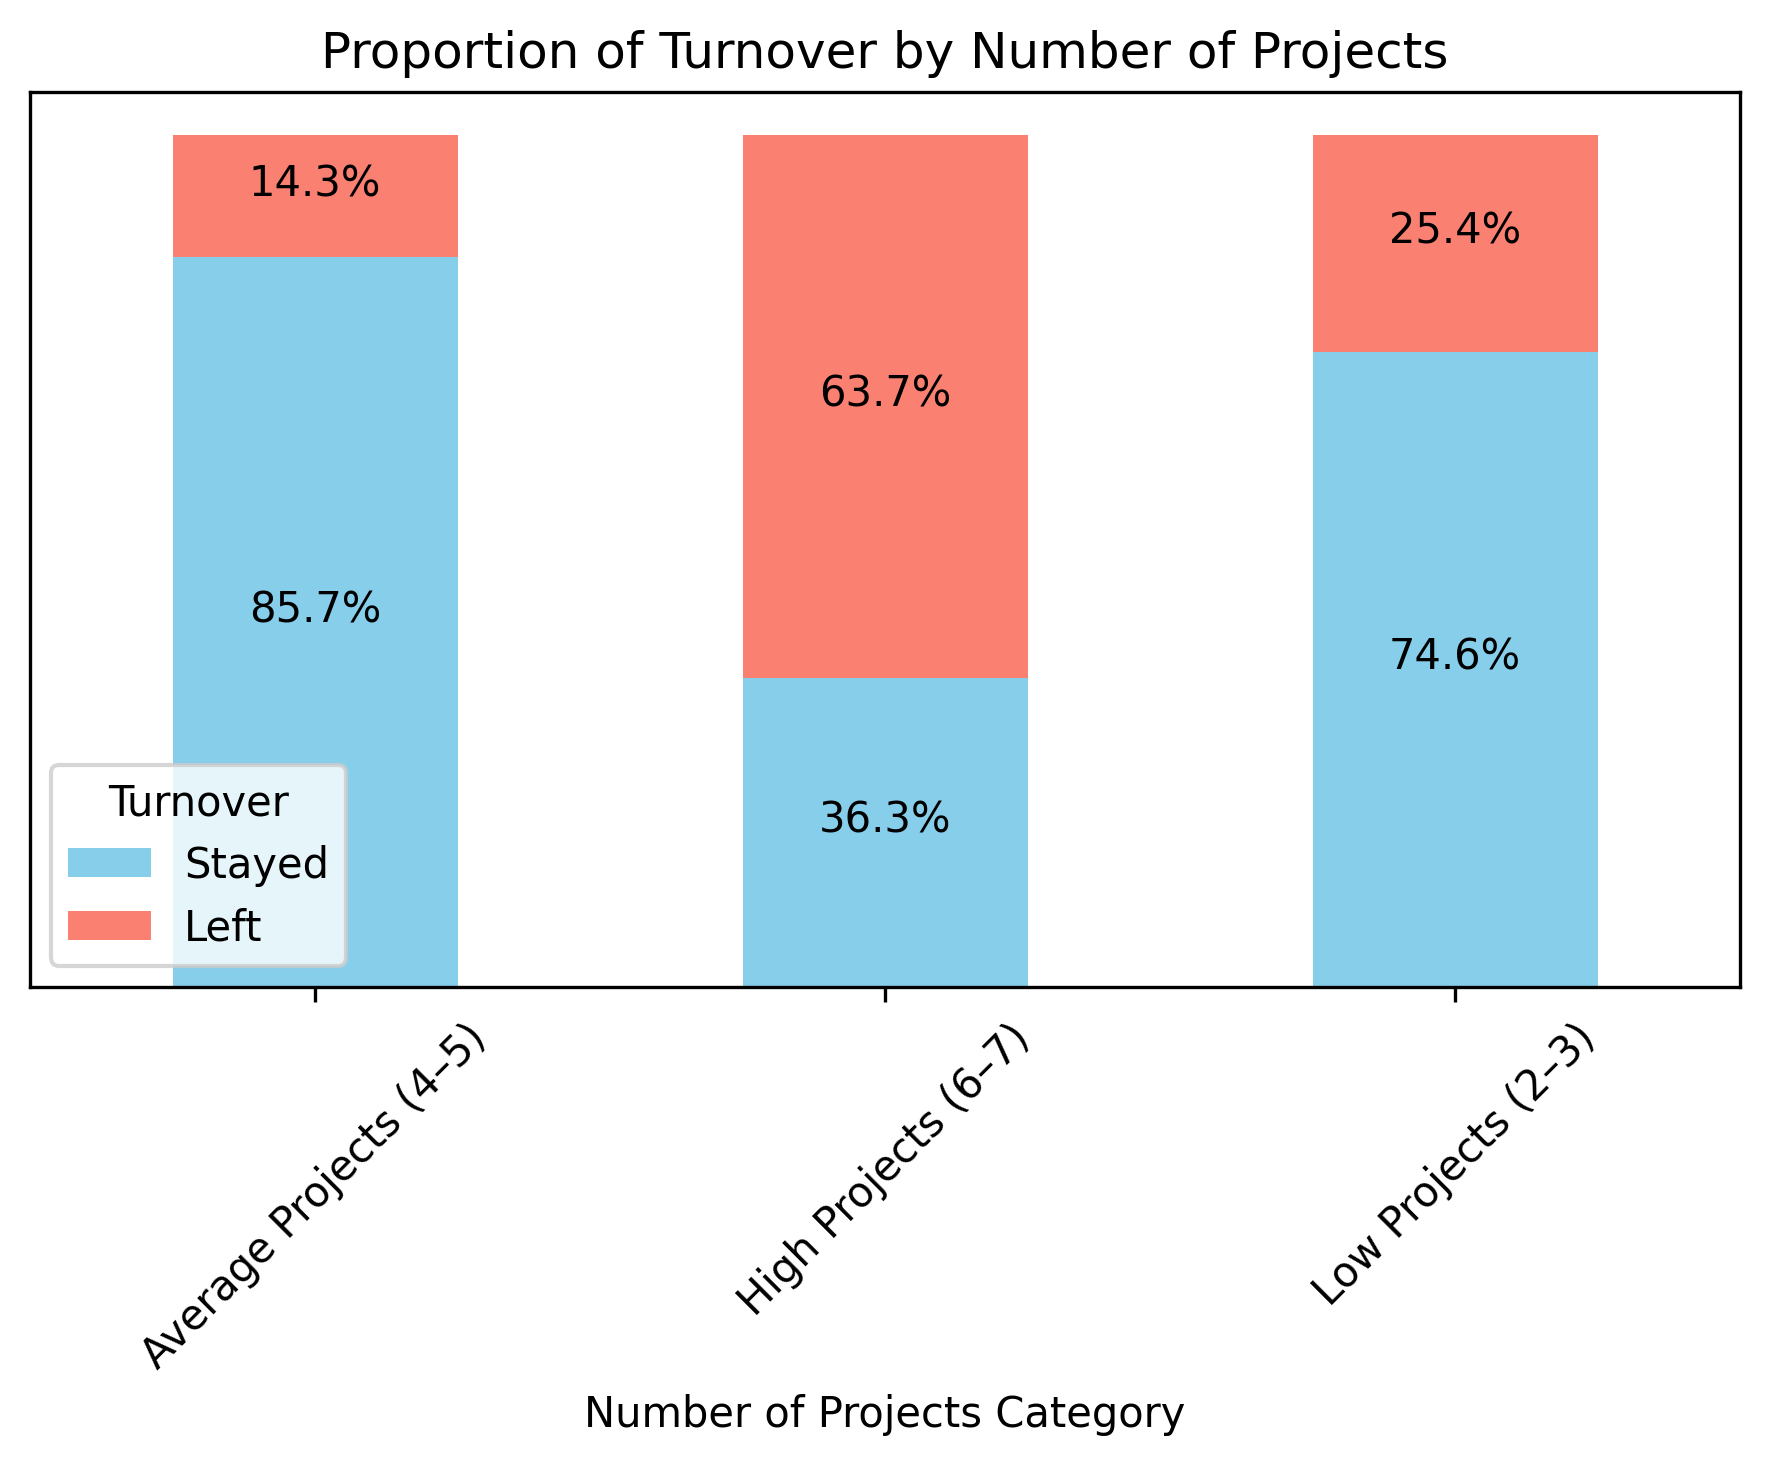 Proportion of Turnover by Number of Projects
14.3%
85.7%
63.7%
36.3%
25.4%
74.6%
Turnover
Stayed
Left
Average Projects (4–5)
High Projects (6–7)
Low Projects (2–3)
Number of Projects Category